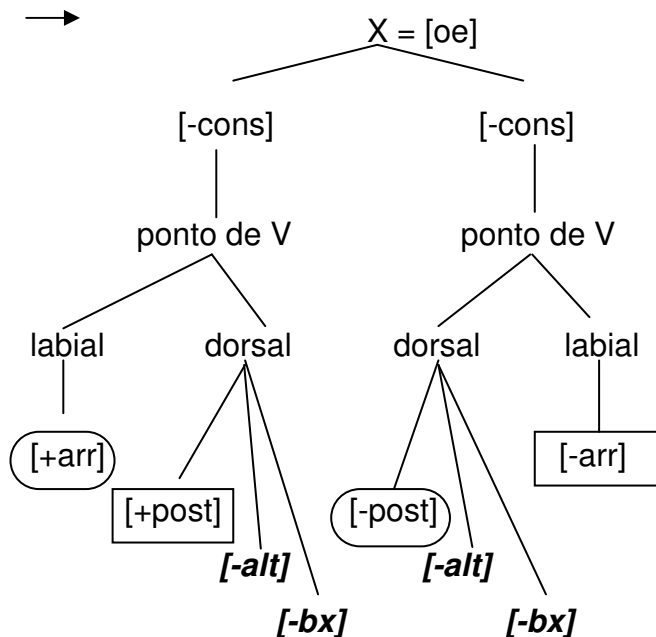 X = [oe]
[-cons] [-cons]
ponto de V ponto de V
labial dorsal dorsal labial
[+arr] [+post] [-post] [-arr]
[-alt] [-alt]
[-bx] [-bx]